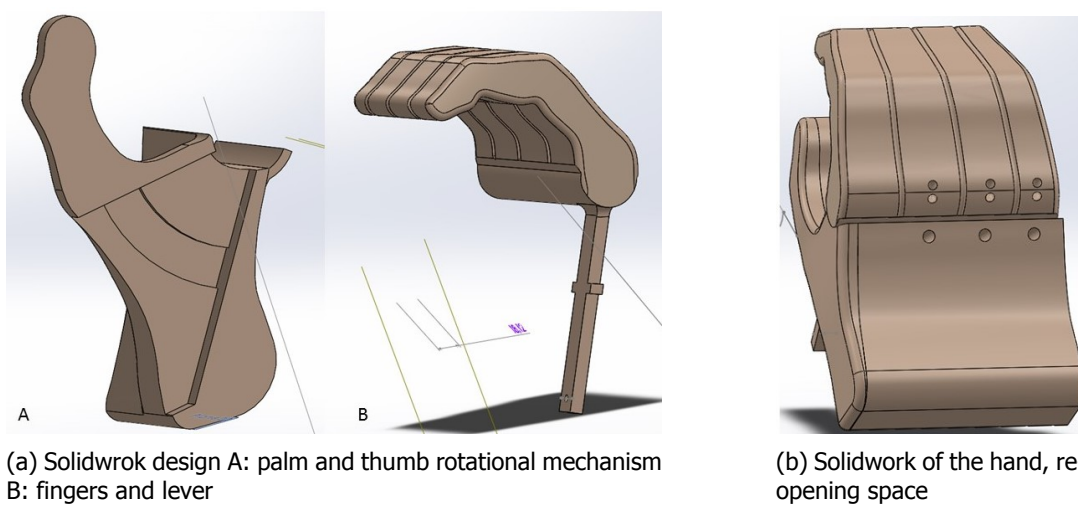 A
B
(a) Solidwrok design A: palm and thumb rotational mechanism
B: fingers and lever
(b) Solidwork of the hand, re
opening space